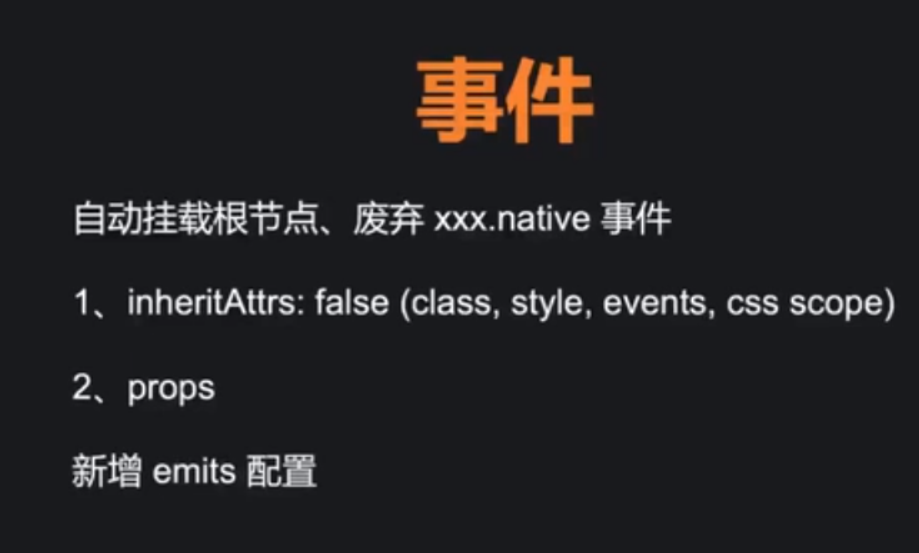 事件
自动挂载根节点、废弃 xxx.native 事件
1、inheritAttrs: false (class, style, events, css scope)
2、props
新增 emits 配置